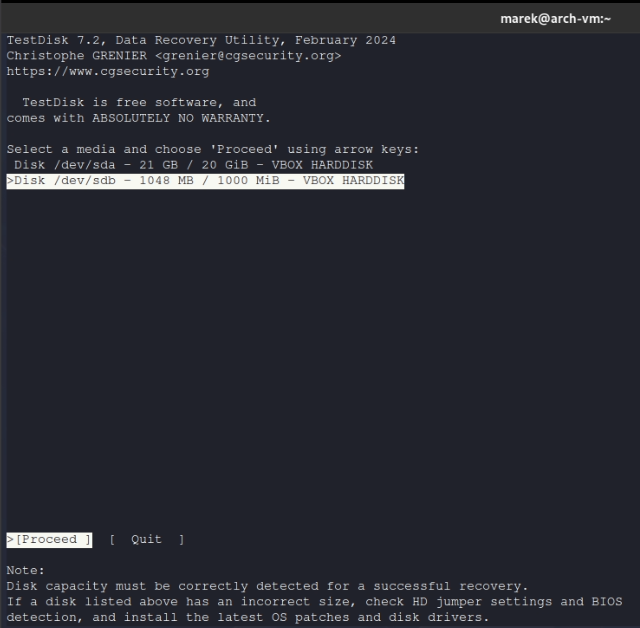 marek@arch-vm:~
TestDisk 7.2, Data Recovery Utility, February 2024
Christophe GRENIER <grenier@cgsecurity.org>
https://www.cgsecurity.org
TestDisk is free software, and
comes with ABSOLUTELY NO WARRANTY.
Select a media and choose 'Proceed' using arrow keys:
Disk /dev/sda - 21 GB / 20 GiB - VBOX HARDDISK
>Disk /dev/sdb - 1048 MB / 1000 MiB - VBOX HARDDISK
>[Proceed ]  [  Quit  ]
Note:
Disk capacity must be correctly detected for a successful recovery.
If a disk listed above has an incorrect size, check HD jumper settings and BIOS
detection, and install the latest OS patches and disk drivers.